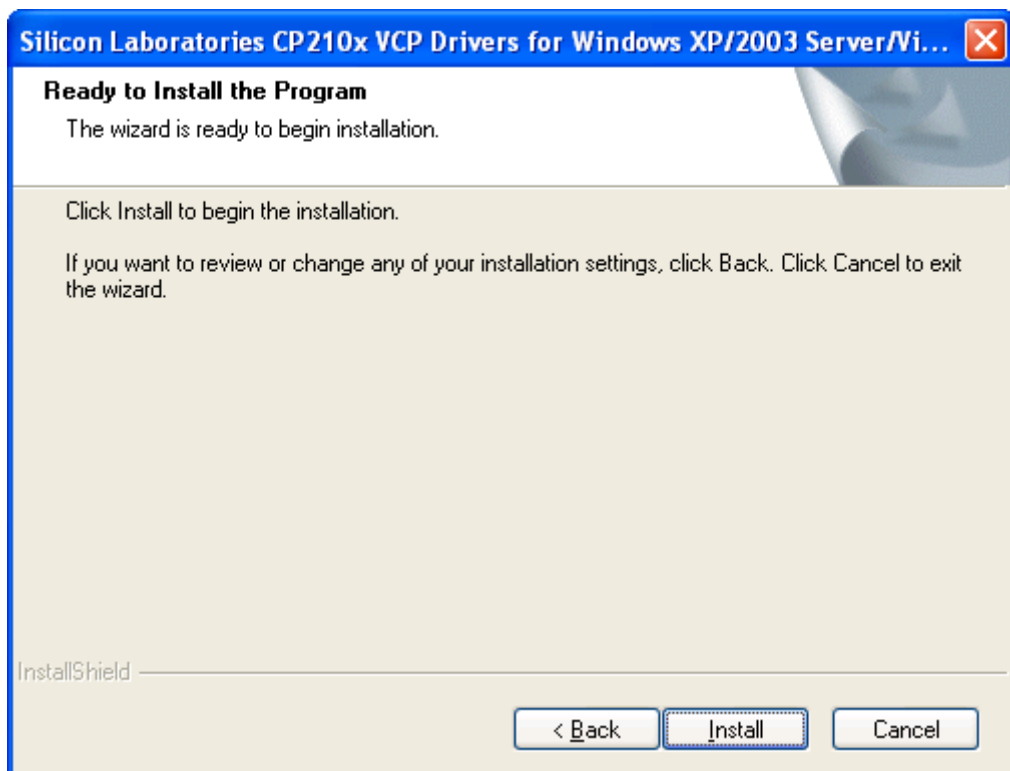 Silicon Laboratories CP210x VCP Drivers for Windows XP/2003 Server/Vi...
Ready to Install the Program
The wizard is ready to begin installation.
Click Install to begin the installation.
If you want to review or change any of your installation settings, click Back. Click Cancel to exit
the wizard.
InstallShield
< Back
Install
Cancel